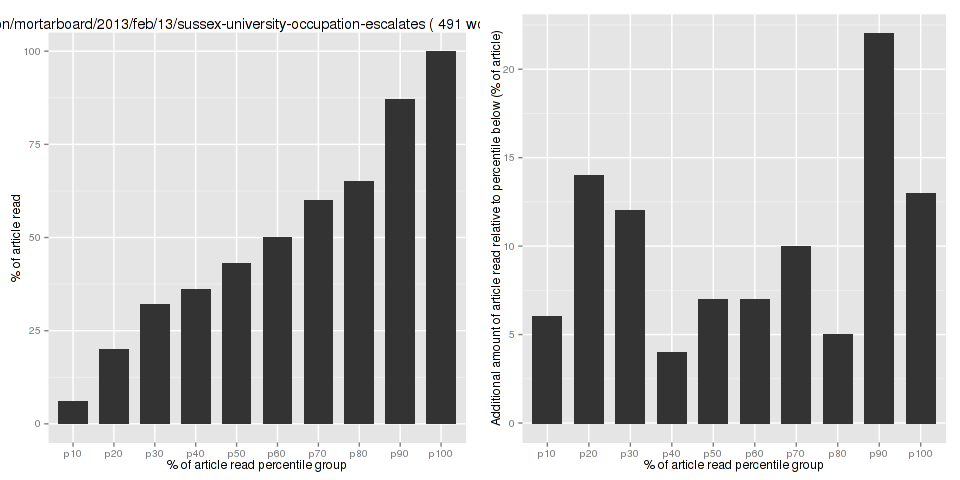 on/mortarboard/2013/feb/13/sussex-university-occupation-escalates ( 491 wo
% of article read
100
75
50
25
0
p10 p20 p30 p40 p50 p60 p70 p80 p90 p100
% of article read percentile group
Additional amount of article read relative to percentile below (% of article)
20
15
10
5
0
p10 p20 p30 p40 p50 p60 p70 p80 p90 p100
% of article read percentile group